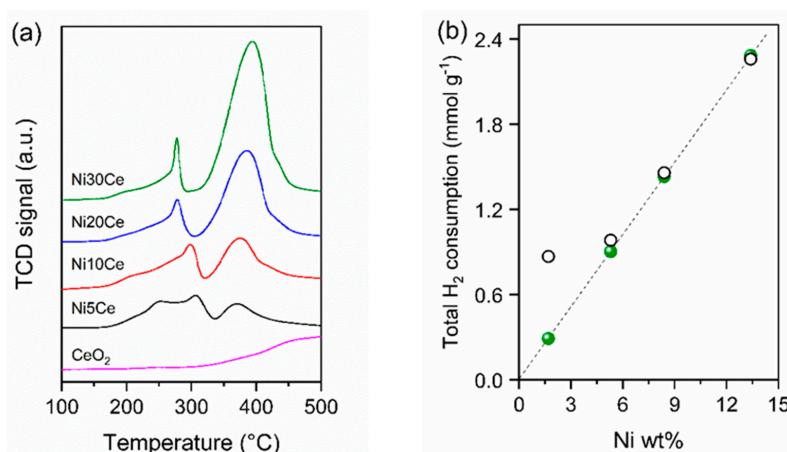 (a)
TCD signal (a.u.)
Ni30Ce
Ni20Ce
Ni10Ce
Ni5Ce
CeO₂
100 200 300 400 500
Temperature (°C)
(b)
Total H₂ consumption (mmol g⁻¹)
2.4
1.8
1.2
0.6
0.0
0 3 6 9 12 15
Ni wt%